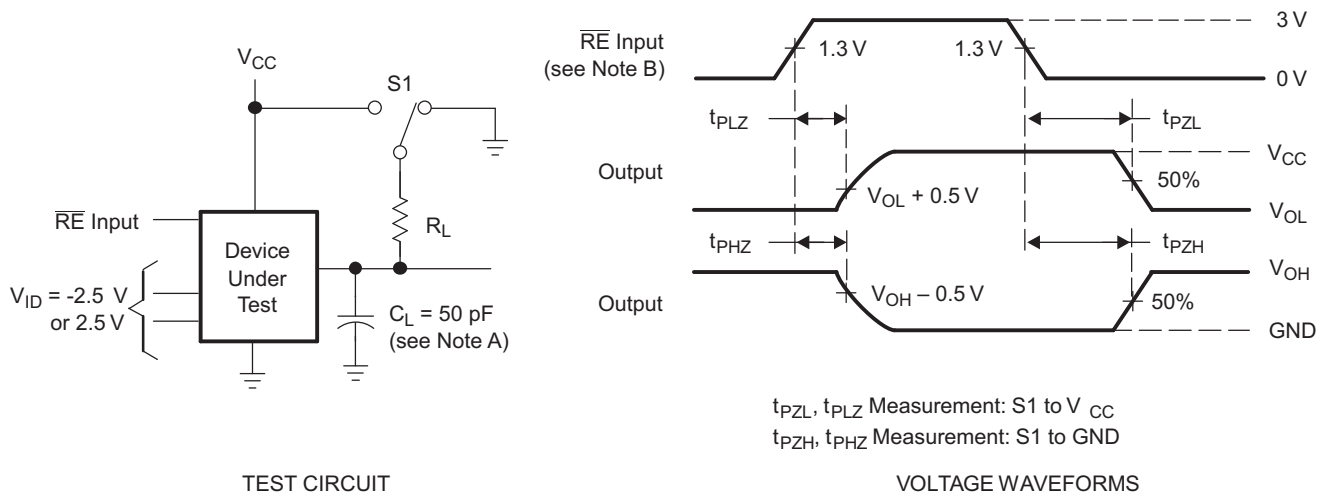 V_CC
S1
R̅E̅ Input
Device
Under
Test
V_ID = -2.5 V
or 2.5 V
R_L
C_L = 50 pF
(see Note A)
TEST CIRCUIT
R̅E̅ Input
(see Note B)
1.3 V
1.3 V
3 V
0 V
t_PLZ
t_PZL
Output
V_OL + 0.5 V
V_CC
50%
V_OL
t_PHZ
t_PZH
Output
V_OH – 0.5 V
V_OH
50%
GND
t_PZL, t_PLZ Measurement: S1 to V_CC
t_PZH, t_PHZ Measurement: S1 to GND
VOLTAGE WAVEFORMS